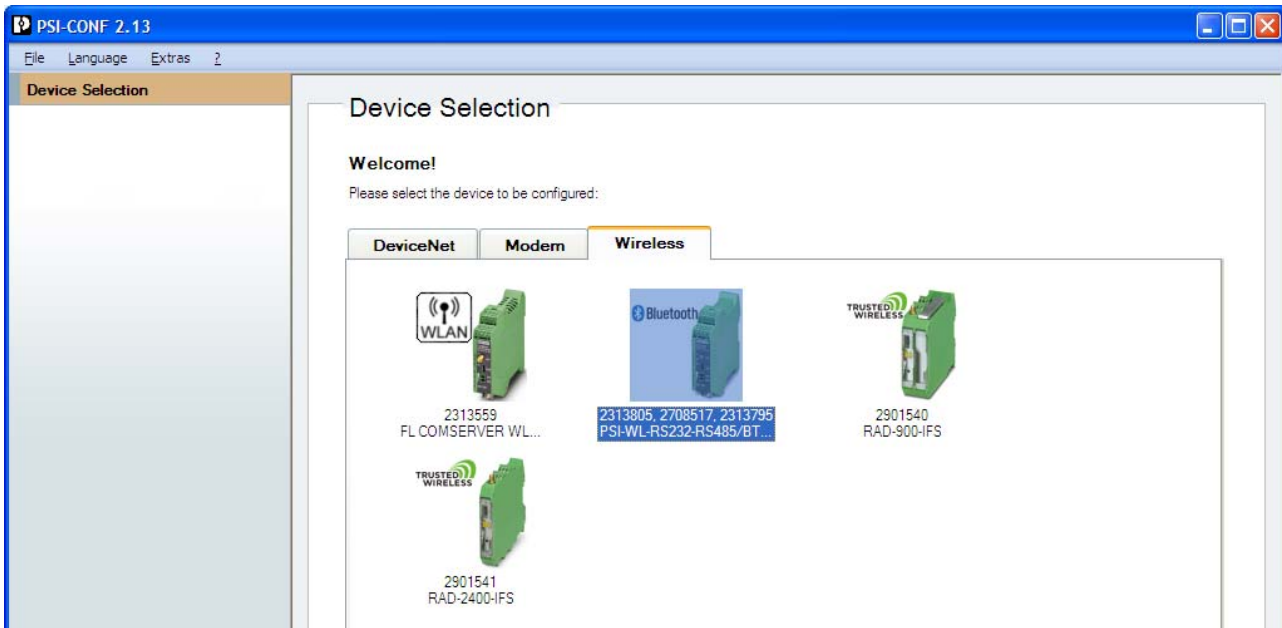 PSI-CONF 2.13
File Language Extras ?
Device Selection
Device Selection
Welcome!
Please select the device to be configured:
DeviceNet Modem Wireless
WLAN
Bluetooth
TRUSTED
WIRELESS
2313559
FL COMSERVER WL...
2313805, 2708517, 2313795
PSI-WL-RS232-RS485/BT...
2901540
RAD-900-IFS
TRUSTED
WIRELESS
2901541
RAD-2400-IFS